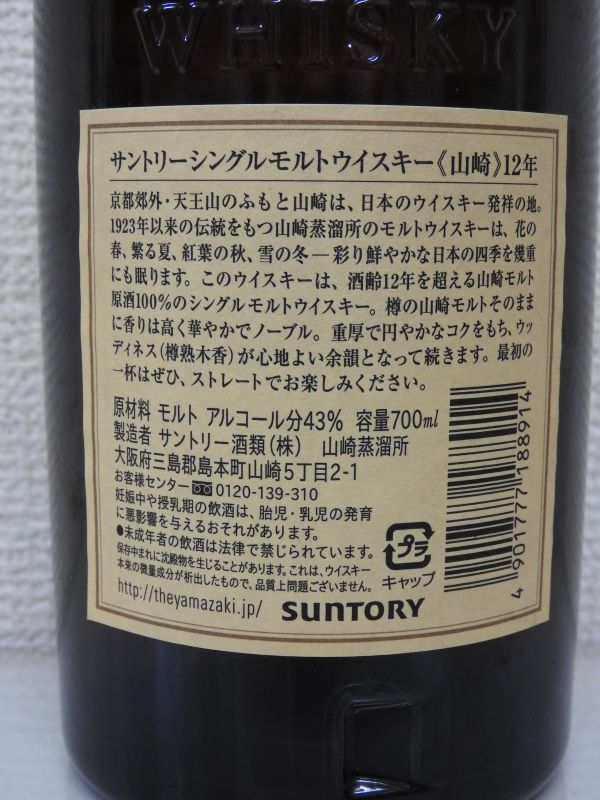 WHISKY
サントリーシングルモルトウイスキー《山崎》12年
京都郊外・天王山のふもと山崎は、日本のウイスキー発祥の地。
1923年以来の伝統をもつ山崎蒸溜所のモルトウイスキーは、花の
春、繁る夏、紅葉の秋、雪の冬―彩り鮮やかな日本の四季を幾重
にも眠ります。このウイスキーは、酒齢12年を超える山崎モルト
原酒100%のシングルモルトウイスキー。樽の山崎モルトそのまま
に香りは高く華やかでノーブル。重厚で円やかなコクをもち、ウッ
ディネス(樽熟木香)が心地よい余韻となって続きます。最初の
一杯はぜひ、ストレートでお楽しみください。
原材料 モルト アルコール分43% 容量700ml
製造者 サントリー酒類(株) 山崎蒸溜所
大阪府三島郡島本町山崎5丁目2-1
お客様センター 0120-139-310
妊娠中や授乳期の飲酒は、胎児・乳児の発育
に悪影響を与えるおそれがあります。
●未成年者の飲酒は法律で禁じられています。
保存中まれに沈殿物を生じることがあります。これは、ウイスキー
本来の微量成分が析出したもので、品質上問題ございません。
http://theyamazaki.jp/ SUNTORY
プラ
キャップ
4 901777 188914